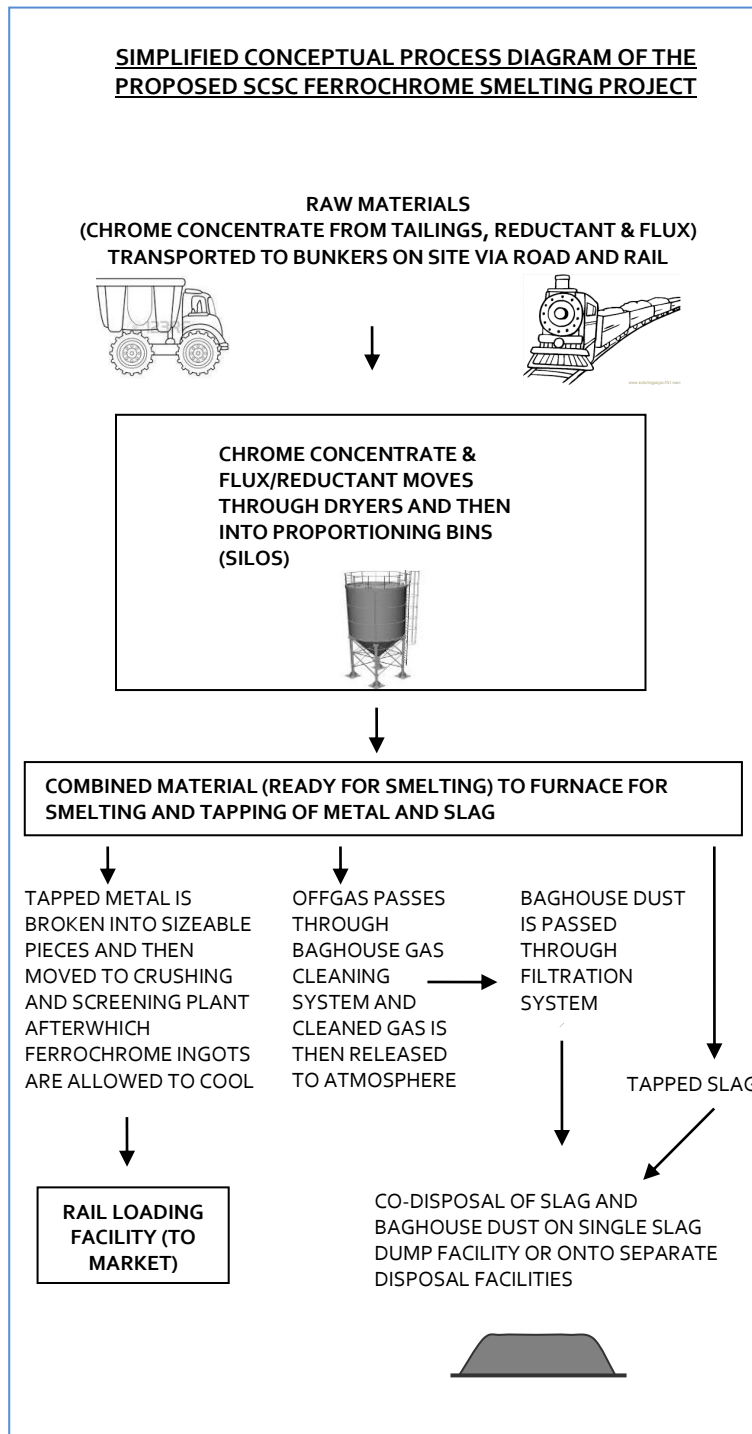 SIMPLIFIED CONCEPTUAL PROCESS DIAGRAM OF THE
PROPOSED SCSC FERROCHROME SMELTING PROJECT
RAW MATERIALS
(CHROME CONCENTRATE FROM TAILINGS, REDUCTANT & FLUX)
TRANSPORTED TO BUNKERS ON SITE VIA ROAD AND RAIL
CHROME CONCENTRATE &
FLUX/REDUCTANT MOVES
THROUGH DRYERS AND THEN
INTO PROPORTIONING BINS
(SILOS)
COMBINED MATERIAL (READY FOR SMELTING) TO FURNACE FOR
SMELTING AND TAPPING OF METAL AND SLAG
TAPPED METAL IS
BROKEN INTO SIZEABLE
PIECES AND THEN
MOVED TO CRUSHING
AND SCREENING PLANT
AFTERWHICH
FERROCHROME INGOTS
ARE ALLOWED TO COOL
OFFGAS PASSES
THROUGH
BAGHOUSE GAS
CLEANING
SYSTEM AND
CLEANED GAS IS
THEN RELEASED
TO ATMOSPHERE
BAGHOUSE DUST
IS PASSED
THROUGH
FILTRATION
SYSTEM
TAPPED SLAG
RAIL LOADING
FACILITY (TO
MARKET)
CO-DISPOSAL OF SLAG AND
BAGHOUSE DUST ON SINGLE SLAG
DUMP FACILITY OR ONTO SEPARATE
DISPOSAL FACILITIES